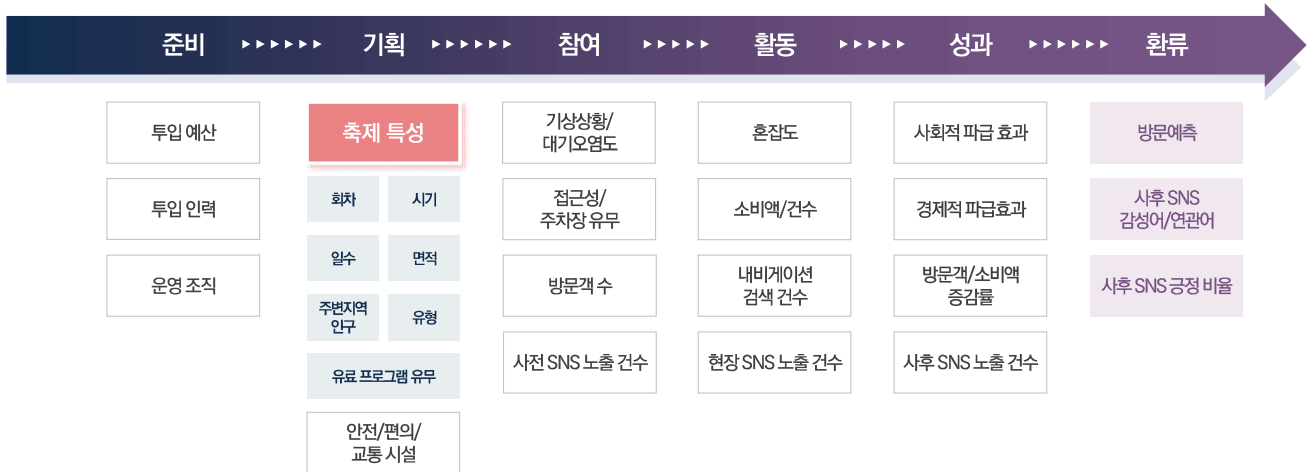 준비 기획 참여 활동 성과 환류
투입 예산
투입 인력
운영 조직
축제 특성
회차 시기
일수 면적
주변지역
인구
유형
유료 프로그램 유무
안전/편의/
교통 시설
기상상황/
대기오염도
접근성/
주차장 유무
방문객 수
사전 SNS 노출 건수
혼잡도
소비액/건수
내비게이션
검색 건수
현장 SNS 노출 건수
사회적 파급 효과
경제적 파급효과
방문객/소비액
증감률
사후 SNS 노출 건수
방문예측
사후 SNS
감성어/연관어
사후 SNS 긍정 비율